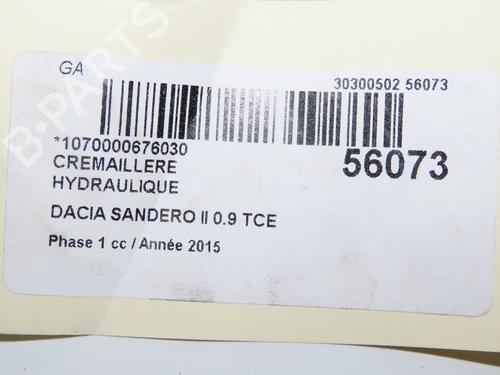 GA
30300502 56073
*1070000676030
56073
CREMAILLERE
HYDRAULIQUE
DACIA SANDERO II 0.9 TCE
Phase 1 cc / Année 2015
B-PARTS